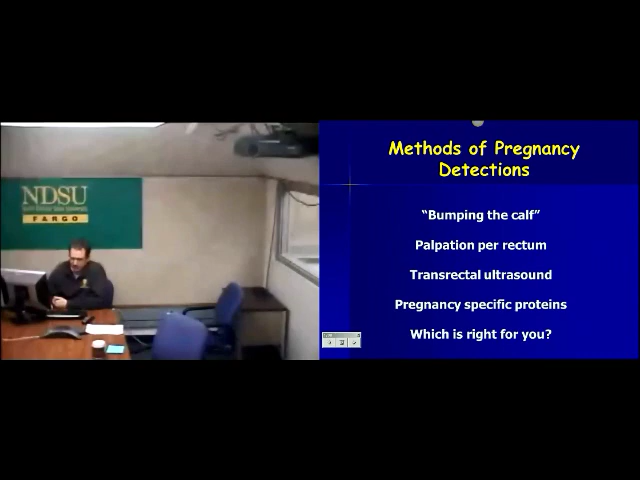 NDSU
FARGO
Methods of Pregnancy
Detections
“Bumping the calf”
Palpation per rectum
Transrectal ultrasound
Pregnancy specific proteins
Which is right for you?